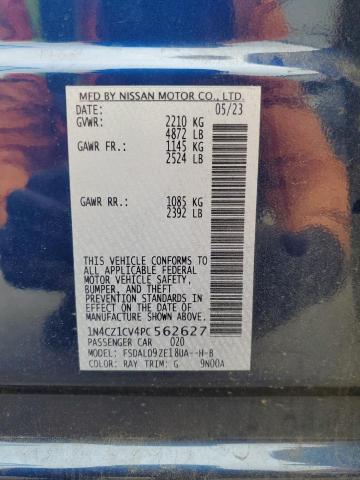 MFD BY NISSAN MOTOR CO., LTD.
DATE: 05/23
GVWR: 2210 KG
4872 LB
GAWR FR.: 1145 KG
2524 LB
GAWR RR.: 1085 KG
2392 LB
THIS VEHICLE CONFORMS TO
ALL APPLICABLE FEDERAL
MOTOR VEHICLE SAFETY,
BUMPER, AND THEFT
PREVENTION STANDARDS IN
EFFECT ON THE DATE OF
MANUFACTURE SHOWN ABOVE.
1N4CZ1CV4PC562627
PASSENGER CAR 020
MODEL: FSDAL09ZE18UA--H-B
COLOR: RAY TRIM: G 9N00A